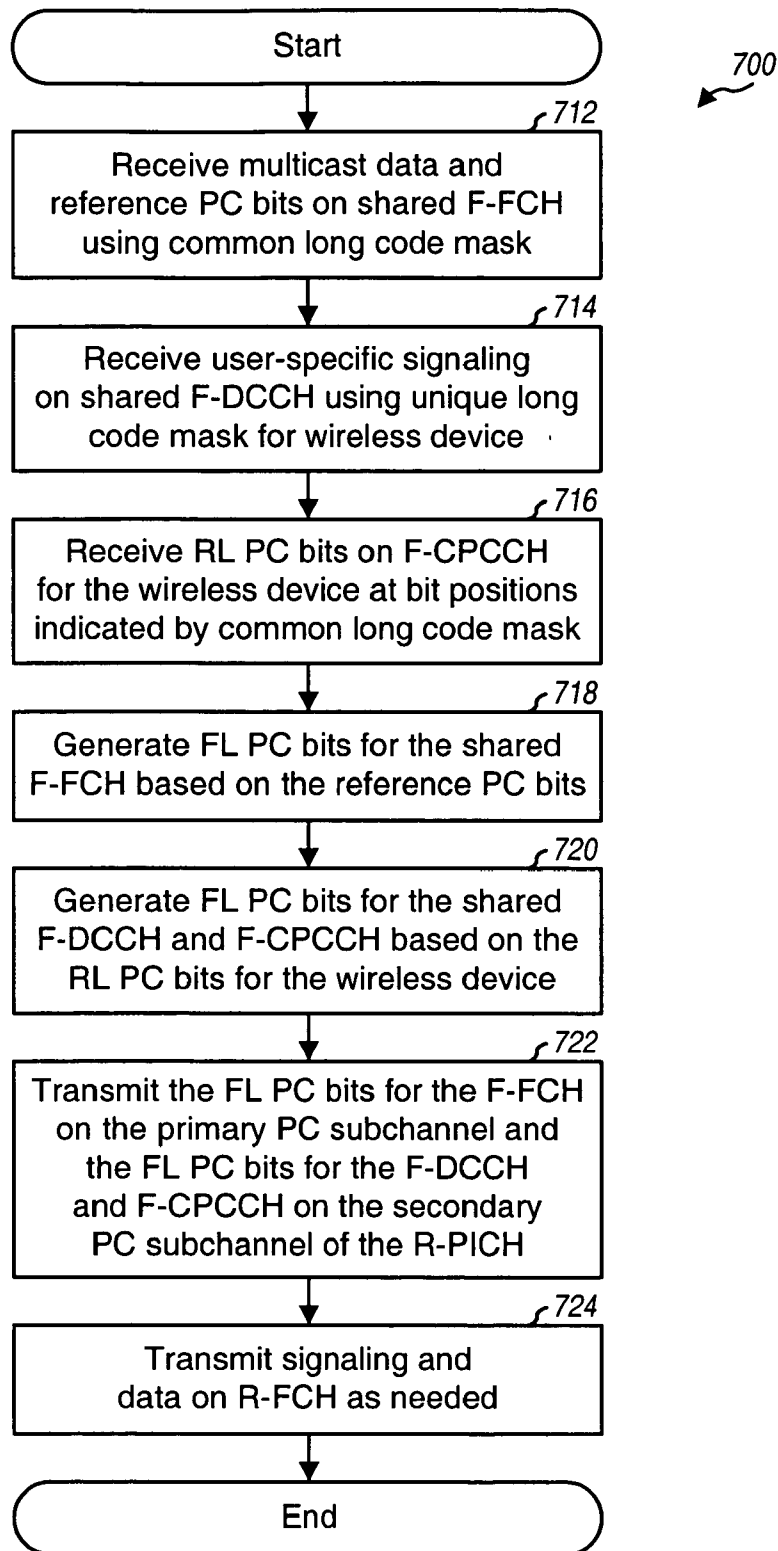 Start
700
712
Receive multicast data and
reference PC bits on shared F-FCH
using common long code mask
714
Receive user-specific signaling
on shared F-DCCH using unique long
code mask for wireless device
716
Receive RL PC bits on F-CPCCH
for the wireless device at bit positions
indicated by common long code mask
718
Generate FL PC bits for the shared
F-FCH based on the reference PC bits
720
Generate FL PC bits for the shared
F-DCCH and F-CPCCH based on the
RL PC bits for the wireless device
722
Transmit the FL PC bits for the F-FCH
on the primary PC subchannel and
the FL PC bits for the F-DCCH
and F-CPCCH on the secondary
PC subchannel of the R-PICH
724
Transmit signaling and
data on R-FCH as needed
End